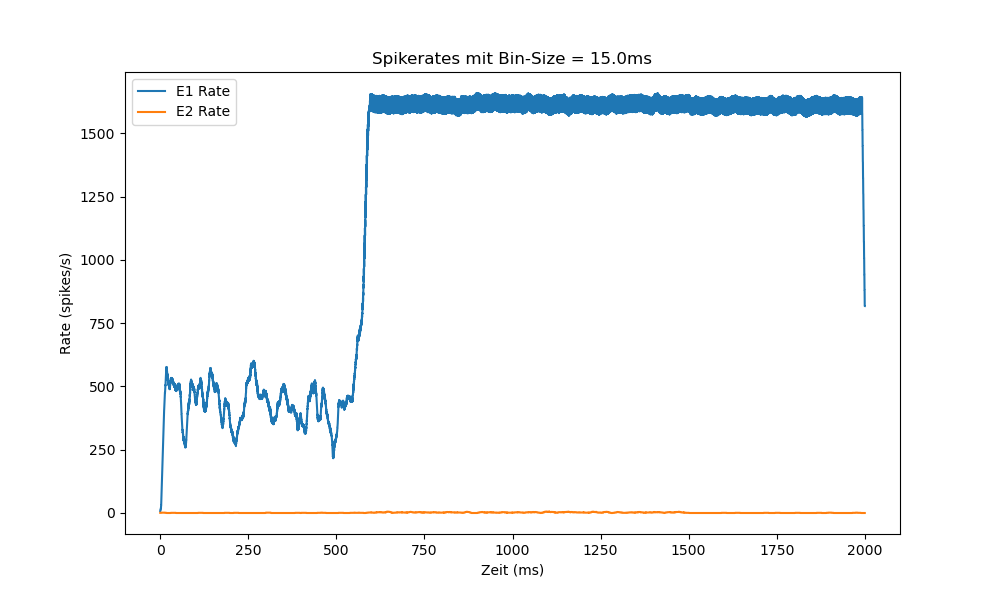 Spikerates mit Bin-Size = 15.0ms
E1 Rate
E2 Rate
1500
1250
1000
750
500
250
0
Rate (spikes/s)
0 250 500 750 1000 1250 1500 1750 2000
Zeit (ms)